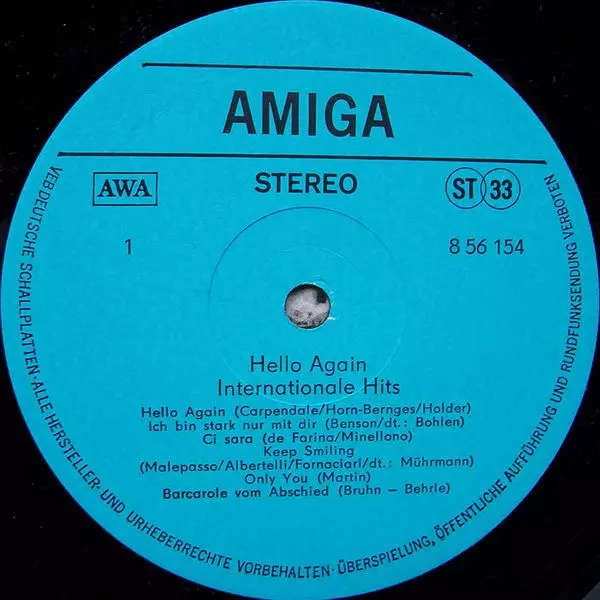 AMIGA
AWA
STEREO
ST 33
1
8 56 154
Hello Again
Internationale Hits
Hello Again (Carpendale/Horn-Bernges/Holder)
Ich bin stark nur mit dir (Benson/dt.: Bohlen)
Ci sara (de Farina/Minellono)
Keep Smiling
(Malepasso/Albertelli/Fornaciari/dt.: Mührmann)
Only You (Martin)
Barcarole vom Abschied (Bruhn – Behrle)
VEB DEUTSCHE SCHALLPLATTEN · ALLE HERSTELLER- UND URHEBERRECHTE VORBEHALTEN · ÜBERSPIELUNG, ÖFFENTLICHE AUFFÜHRUNG UND RUNDFUNKSENDUNG VERBOTEN